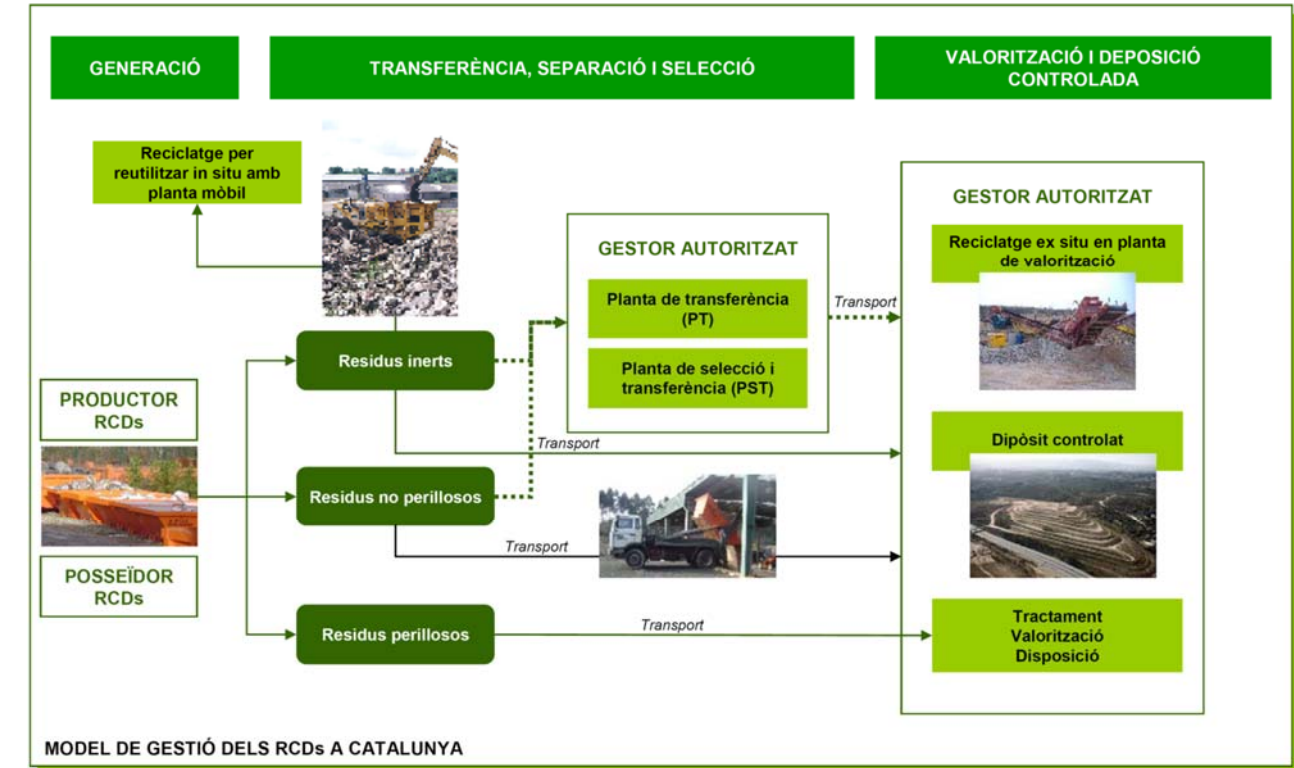 GENERACIÓ
TRANSFERÈNCIA, SEPARACIÓ I SELECCIÓ
VALORITZACIÓ I DEPOSICIÓ
CONTROLADA
Reciclatge per
reutilitzar in situ amb
planta mòbil
GESTOR AUTORITZAT
Planta de transferència
(PT)
Planta de selecció i
transferència (PST)
Transport
GESTOR AUTORITZAT
Reciclatge ex situ en planta
de valorització
Dipòsit controlat
Tractament
Valorització
Disposició
PRODUCTOR
RCDs
POSSEÏDOR
RCDs
Residus inerts
Transport
Residus no perillosos
Transport
Residus perillosos
Transport
MODEL DE GESTIÓ DELS RCDs A CATALUNYA